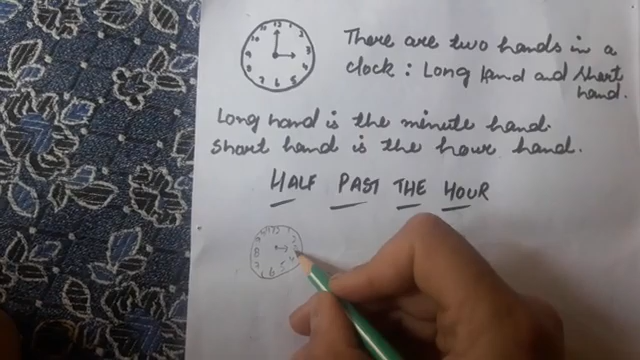 There are two hands in a
clock : Long hand and short
hand.
Long hand is the minute hand.
Short hand is the hour hand.
HALF PAST THE HOUR